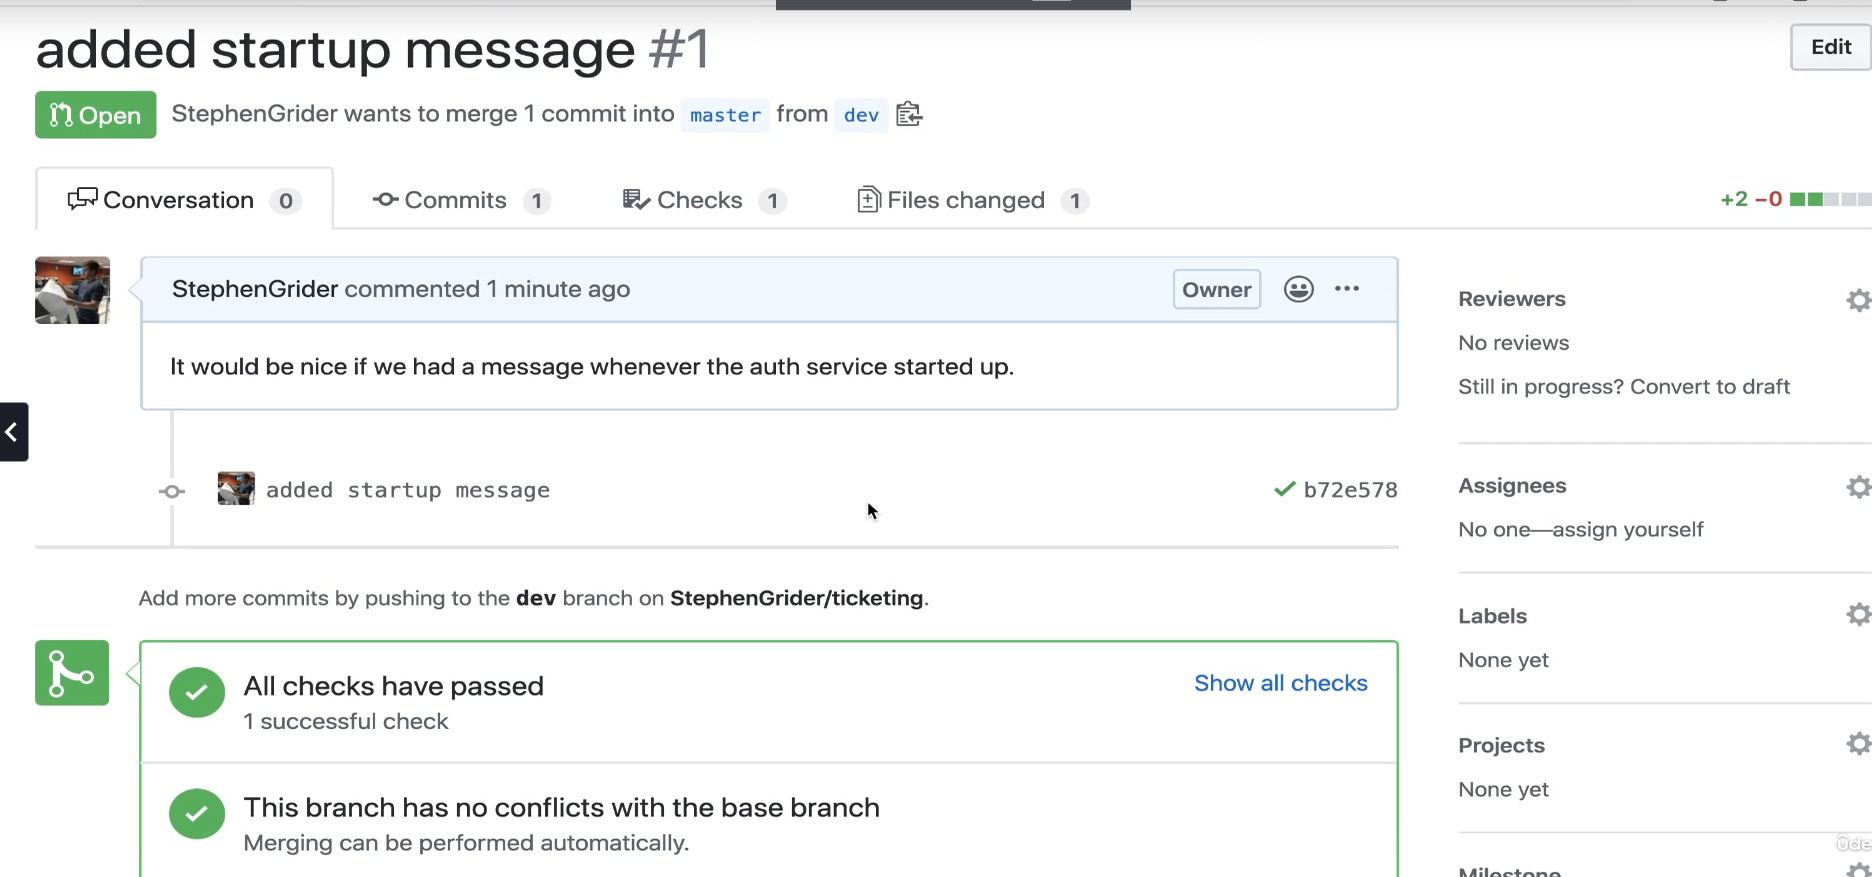 added startup message #1
Edit
Open
StephenGrider wants to merge 1 commit into master from dev
Conversation 0
Commits 1
Checks 1
Files changed 1
+2 −0
StephenGrider commented 1 minute ago
Owner
It would be nice if we had a message whenever the auth service started up.
added startup message
b72e578
Add more commits by pushing to the dev branch on StephenGrider/ticketing.
All checks have passed
1 successful check
Show all checks
This branch has no conflicts with the base branch
Merging can be performed automatically.
Reviewers
No reviews
Still in progress? Convert to draft
Assignees
No one—assign yourself
Labels
None yet
Projects
None yet
Milestone